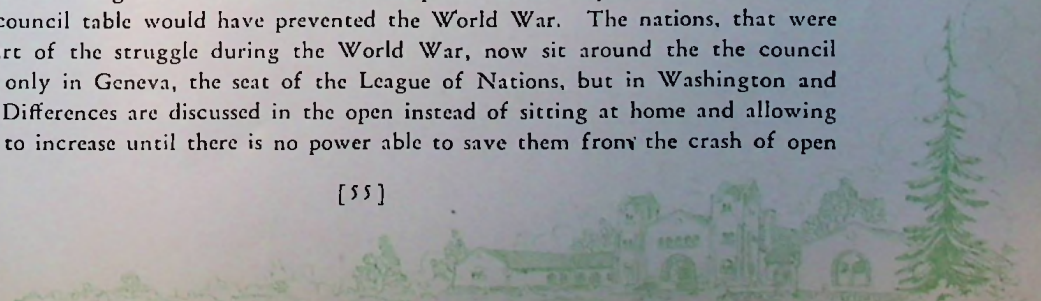 council table would have prevented the World War. The nations, that were
rt of the struggle during the World War, now sit around the the council
only in Geneva, the seat of the League of Nations, but in Washington and
Differences are discussed in the open instead of sitting at home and allowing
to increase until there is no power able to save them from the crash of open
[55]